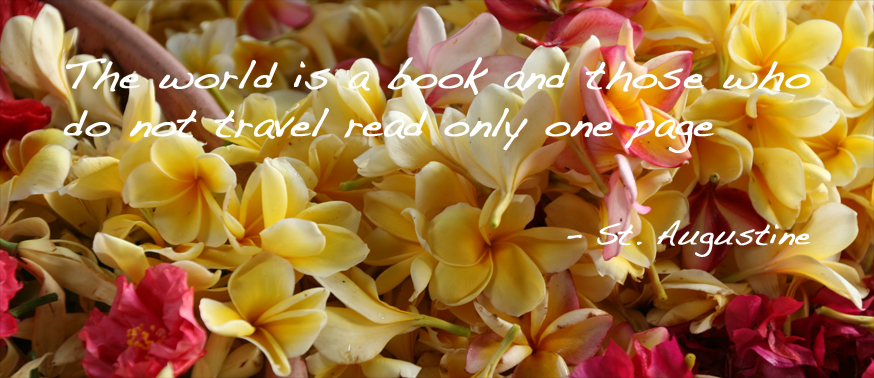 The world is a book and those who
do not travel read only one page
- St. Augustine